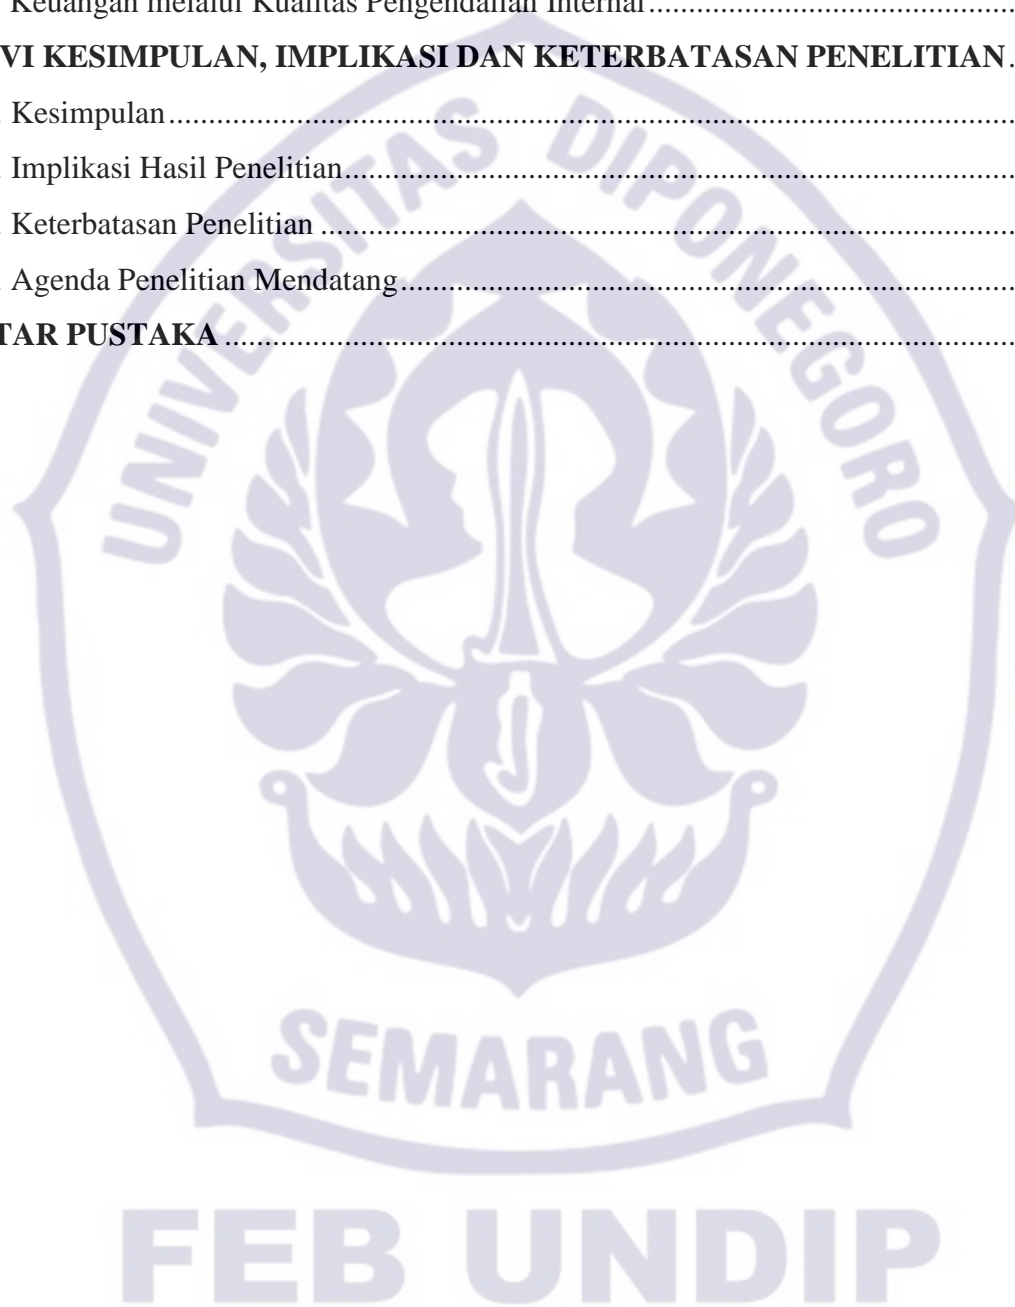 Keuangan melalui Kualitas Pengendalian Internal
VI KESIMPULAN, IMPLIKASI DAN KETERBATASAN PENELITIAN.
. Kesimpulan
. Implikasi Hasil Penelitian
. Keterbatasan Penelitian
. Agenda Penelitian Mendatang
TAR PUSTAKA
UNIVERSITAS DIPONEGORO
SEMARANG
FEB UNDIP